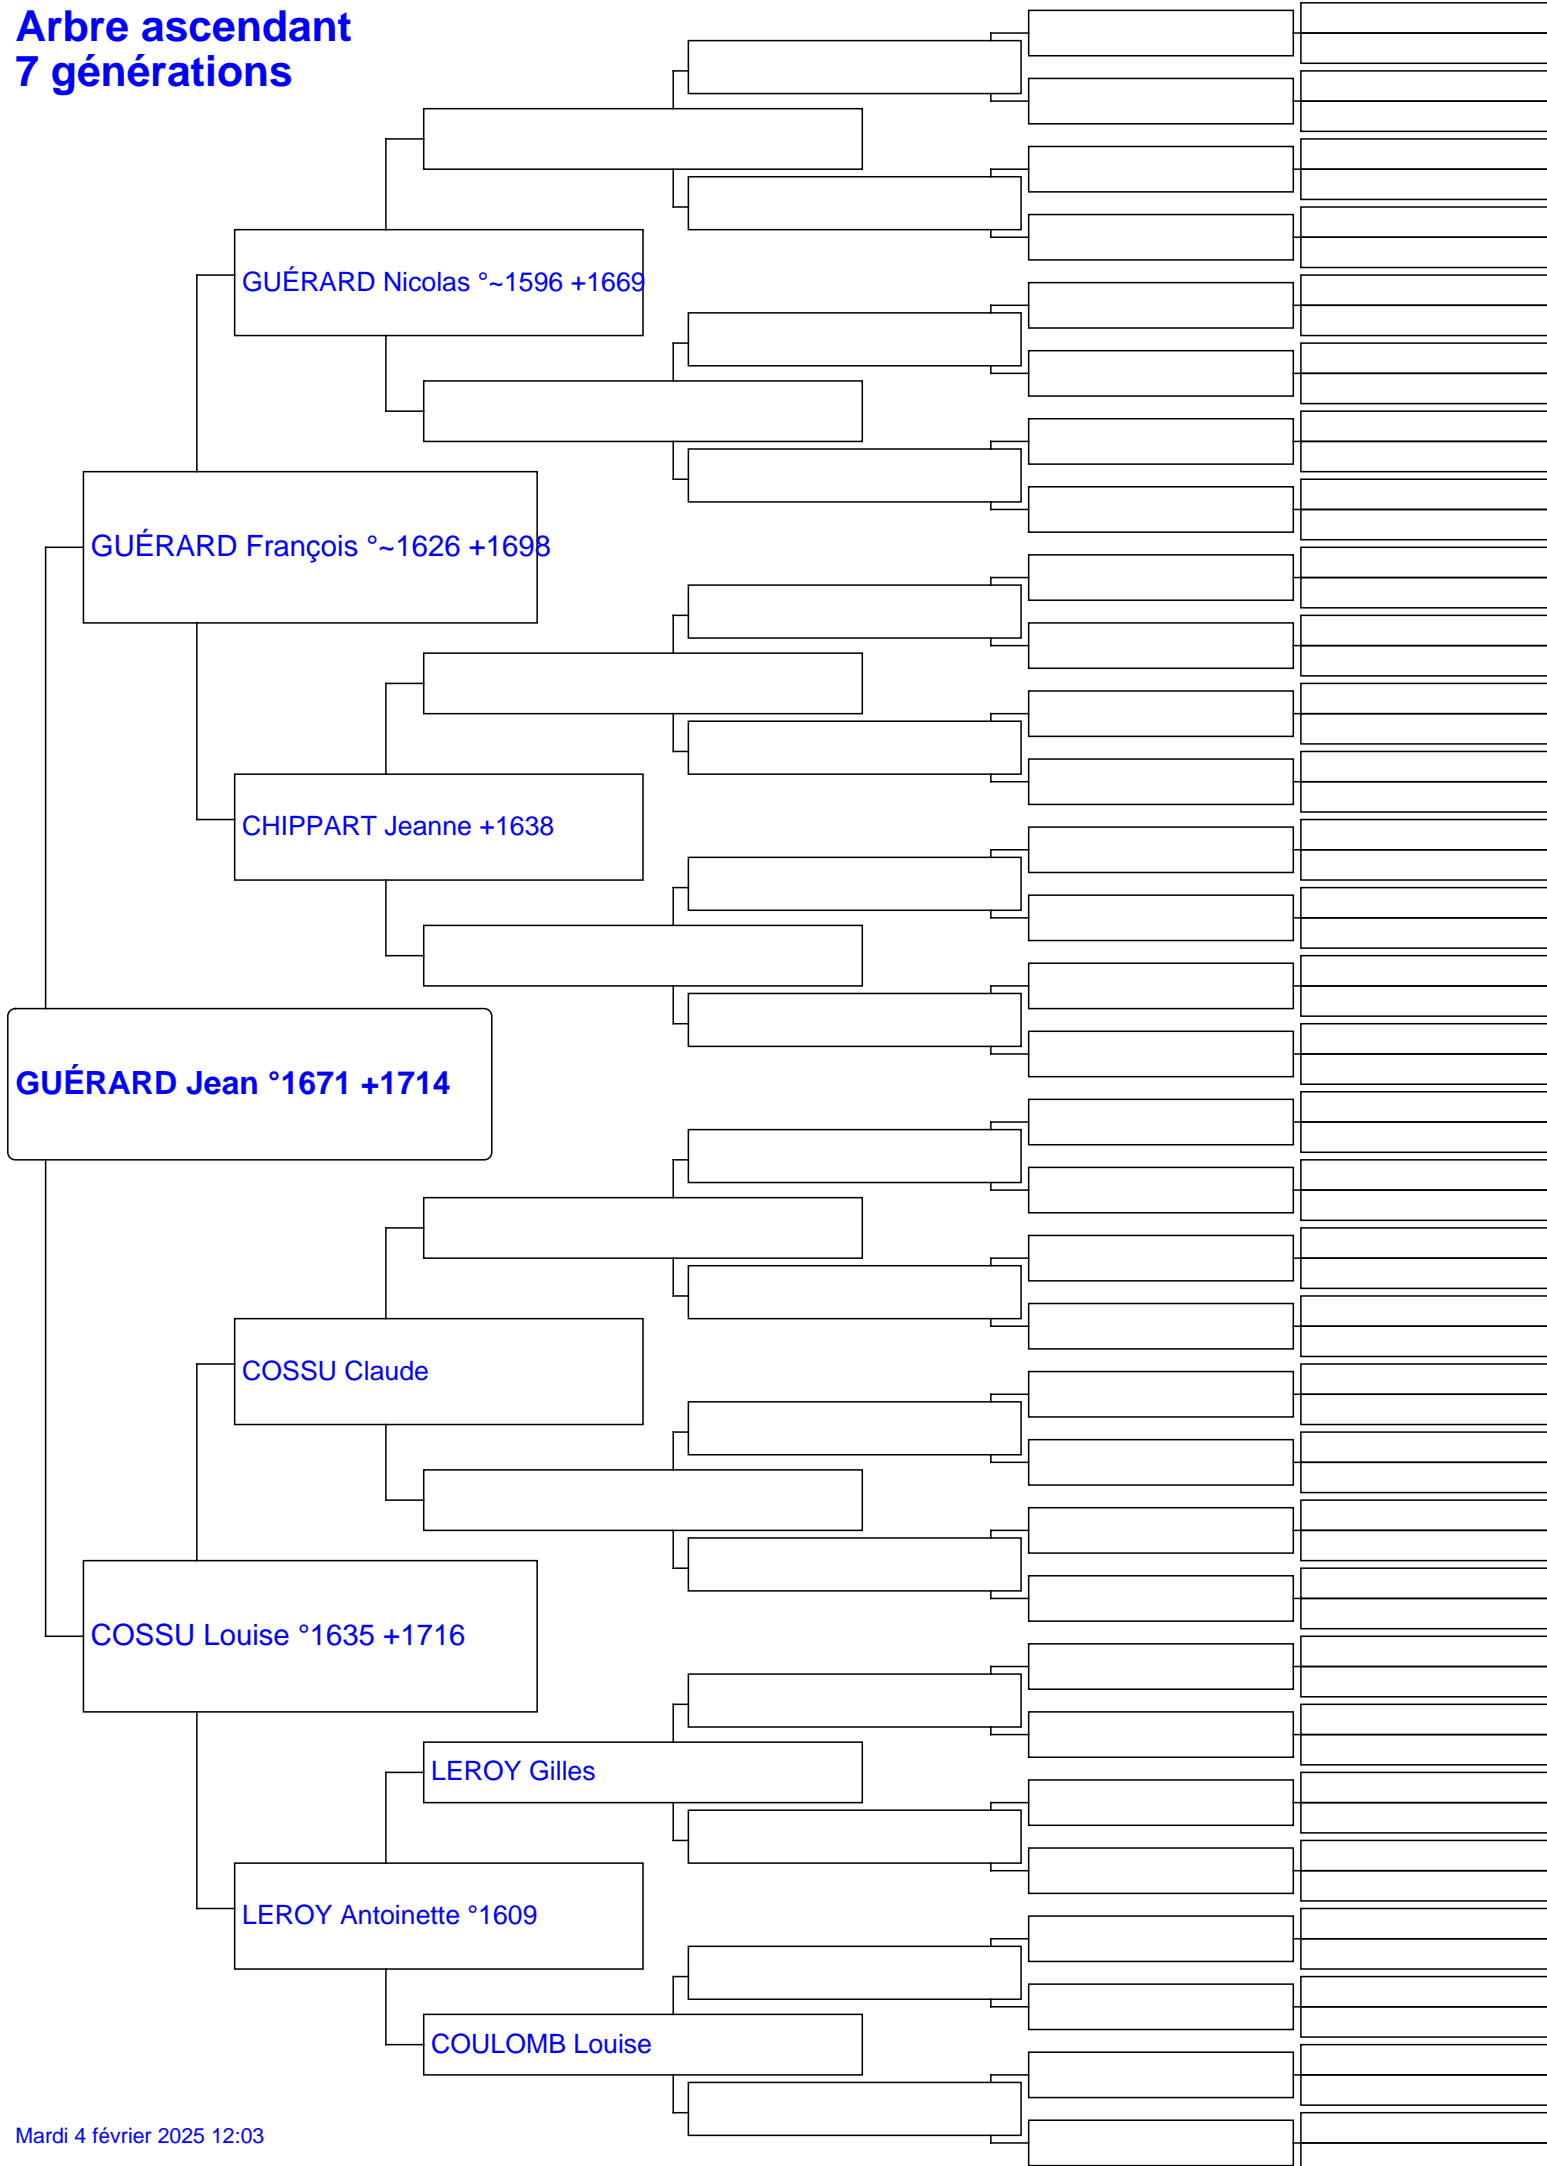 Arbre ascendant
7 générations
GUÉRARD Nicolas °~1596 +1669
GUÉRARD François °~1626 +1698
CHIPPART Jeanne +1638
GUÉRARD Jean °1671 +1714
COSSU Claude
COSSU Louise °1635 +1716
LEROY Gilles
LEROY Antoinette °1609
COULOMB Louise
Mardi 4 février 2025 12:03